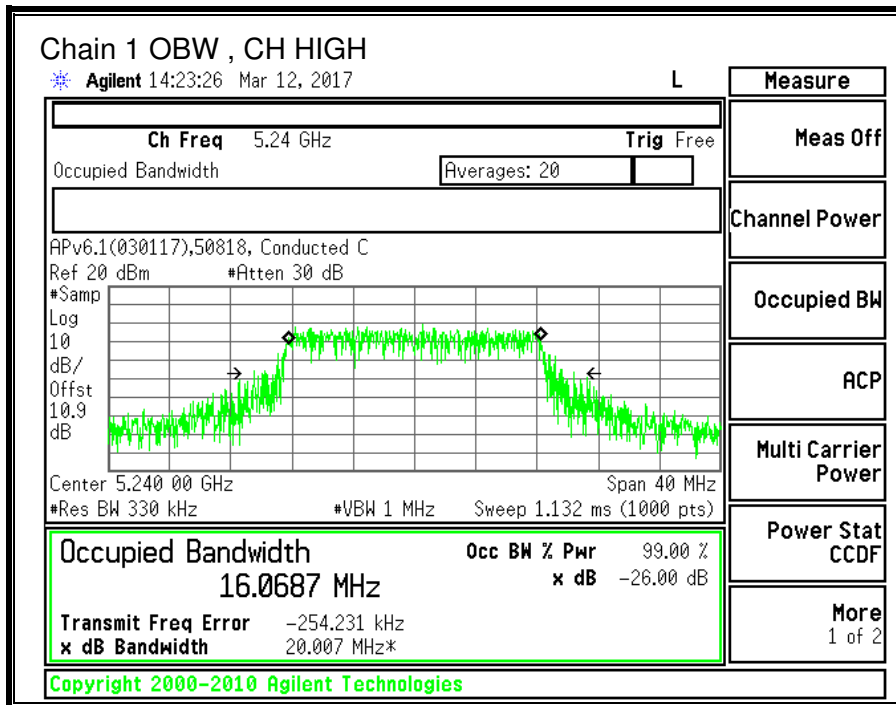 Chain 1 OBW , CH HIGH
Agilent 14:23:26 Mar 12, 2017 L
Measure
Ch Freq 5.24 GHz Trig Free
Meas Off
Occupied Bandwidth Averages: 20
Channel Power
APv6.1(030117),50818, Conducted C
Ref 20 dBm #Atten 30 dB
#Samp
Log
10
dB/
Offst
10.9
dB
Occupied BW
ACP
Multi Carrier
Power
Center 5.240 00 GHz Span 40 MHz
#Res BW 330 kHz #VBW 1 MHz Sweep 1.132 ms (1000 pts)
Power Stat
CCDF
Occupied Bandwidth Occ BW % Pwr 99.00 %
16.0687 MHz x dB -26.00 dB
Transmit Freq Error -254.231 kHz
x dB Bandwidth 20.007 MHz*
More
1 of 2
Copyright 2000-2010 Agilent Technologies